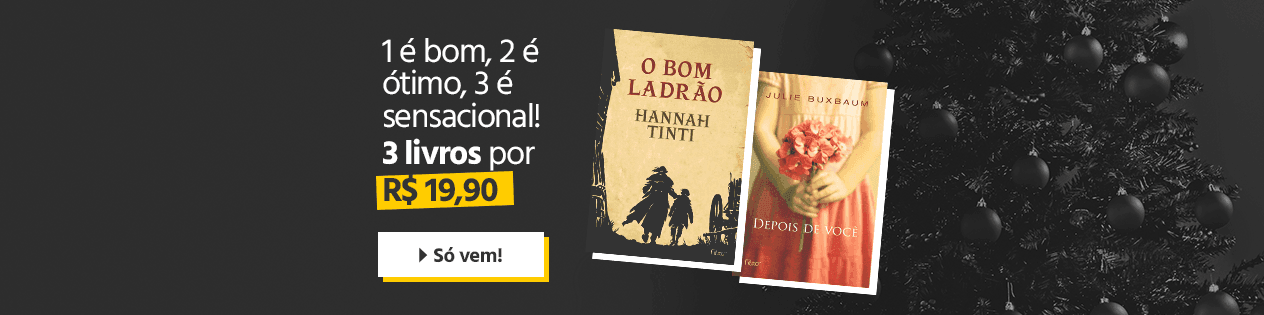 1 é bom, 2 é
ótimo, 3 é
sensacional!
3 livros por
R$ 19,90
Só vem!
O BOM
LADRÃO
HANNAH
TINTI
JULIE BUXBAUM
DEPOIS DE VOCÊ